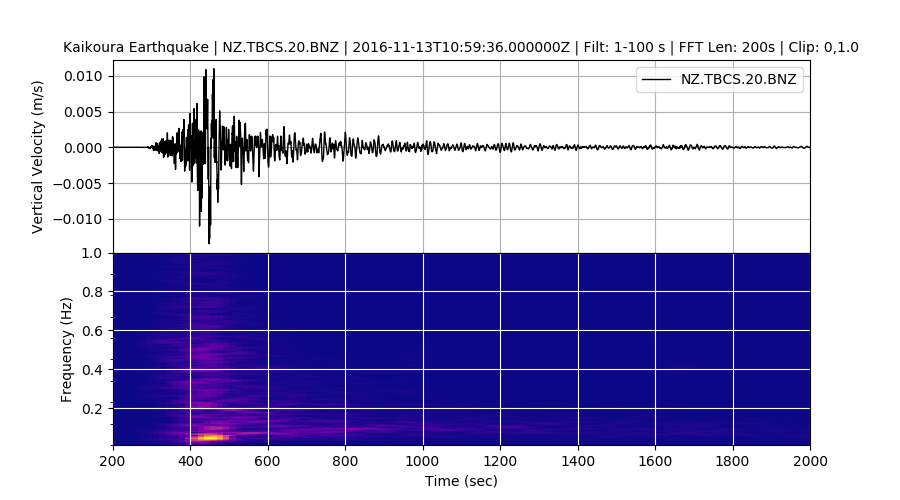 Kaikoura Earthquake | NZ.TBCS.20.BNZ | 2016-11-13T10:59:36.000000Z | Filt: 1-100 s | FFT Len: 200s | Clip: 0,1.0
NZ.TBCS.20.BNZ
Vertical Velocity (m/s)
0.010
0.005
0.000
−0.005
−0.010
Frequency (Hz)
1.0
0.8
0.6
0.4
0.2
200 400 600 800 1000 1200 1400 1600 1800 2000
Time (sec)